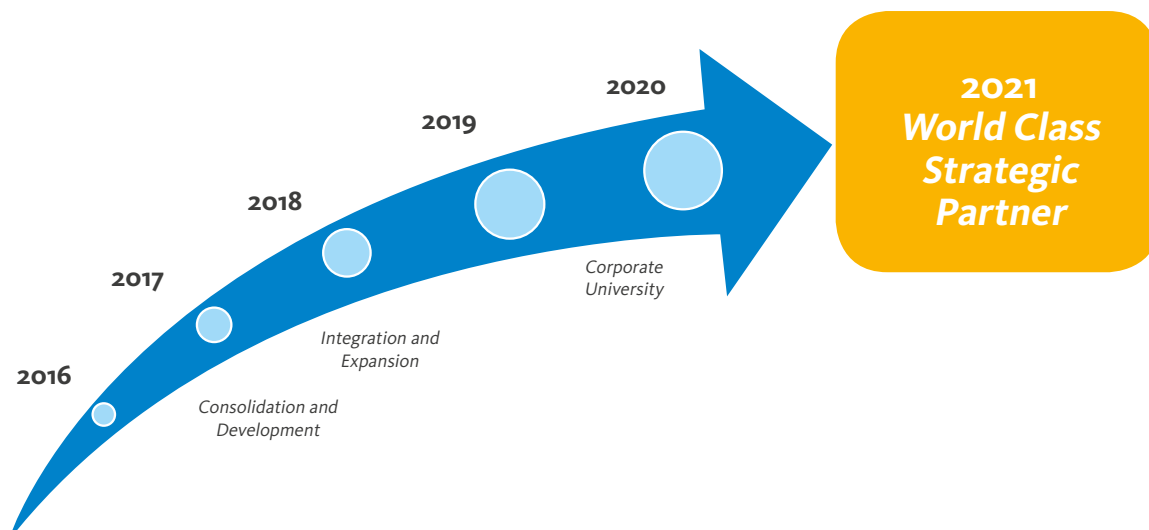 2016
Consolidation and
Development
2017
Integration and
Expansion
2018
2019
Corporate
University
2020
2021
World Class
Strategic
Partner